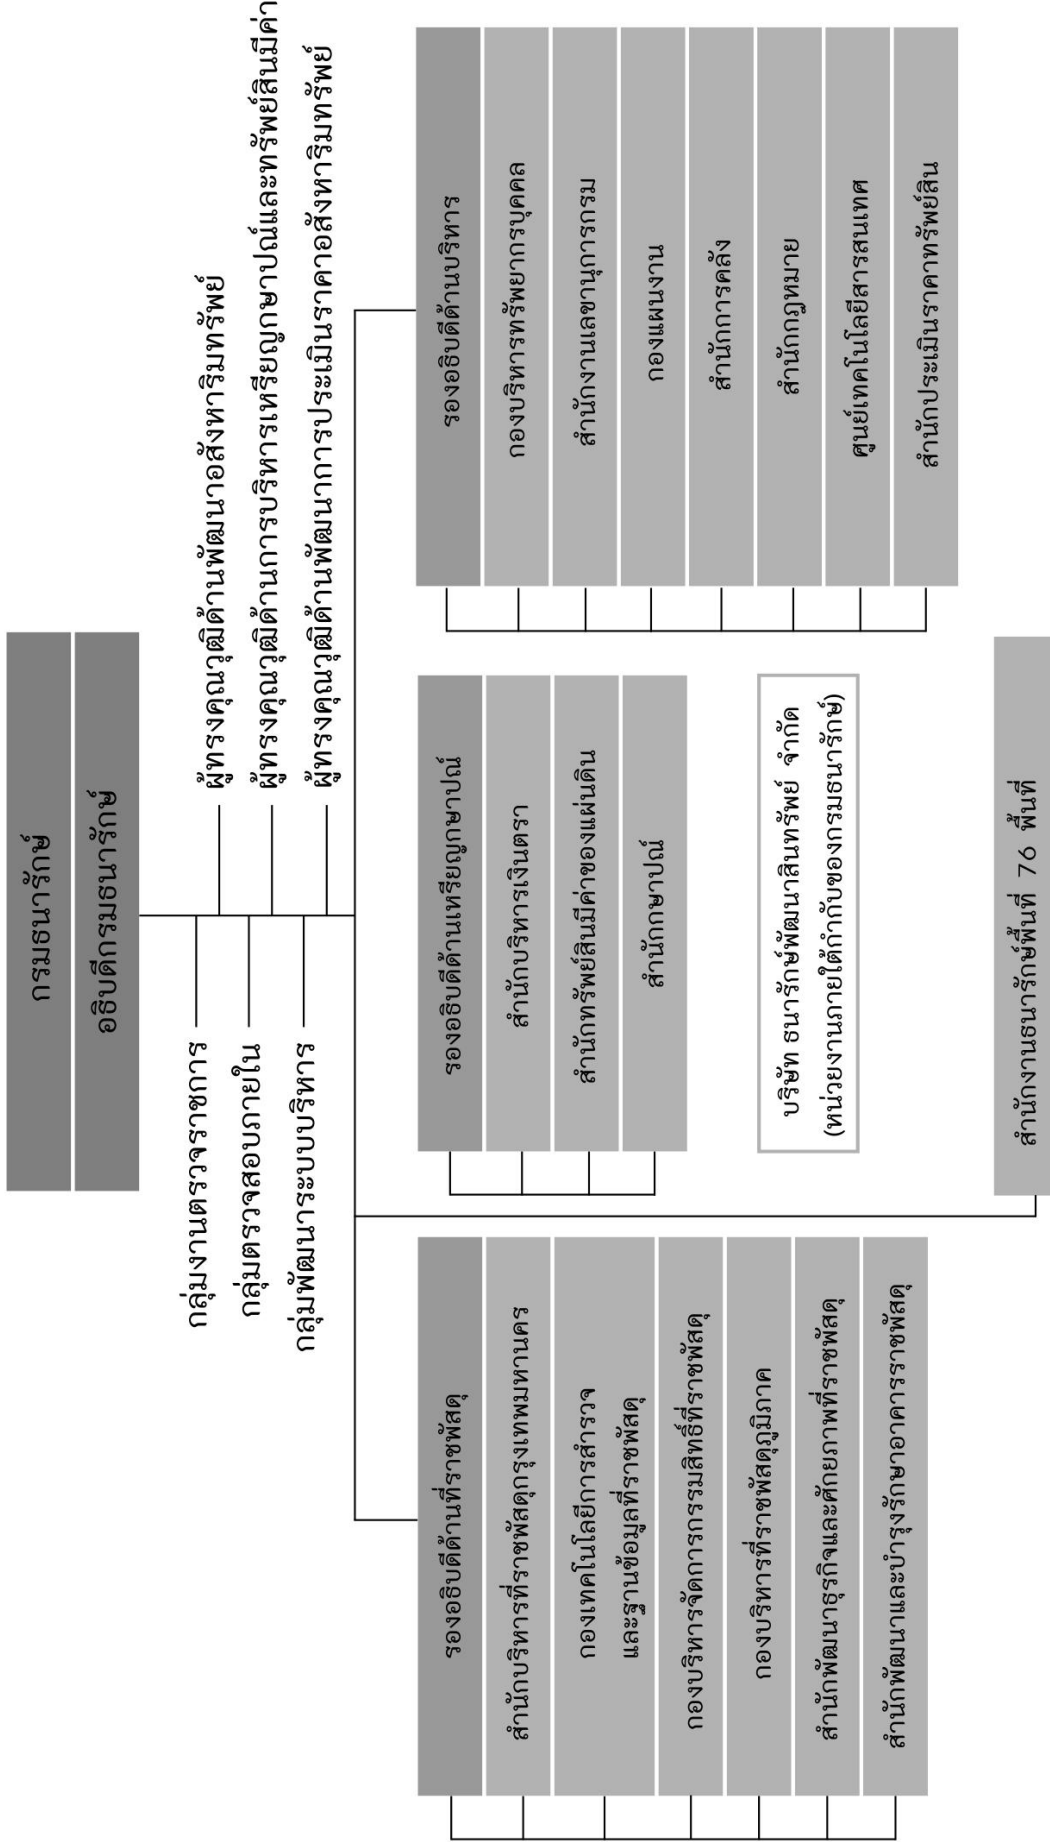 กรมธนารักษ์
อธิบดีกรมธนารักษ์
กลุ่มงานตรวจราชการ
กลุ่มตรวจสอบภายใน
กลุ่มพัฒนาระบบบริหาร
ผู้ทรงคุณวุฒิด้านพัฒนาอสังหาริมทรัพย์
ผู้ทรงคุณวุฒิด้านการบริหารเหรียญกษาปณ์และทรัพย์สินมีค่า
ผู้ทรงคุณวุฒิด้านพัฒนาการประเมินราคาอสังหาริมทรัพย์
รองอธิบดีด้านที่ราชพัสดุ
สำนักบริหารที่ราชพัสดุกรุงเทพมหานคร
กองเทคโนโลยีการสำรวจ
และฐานข้อมูลที่ราชพัสดุ
กองบริหารจัดการกรรมสิทธิ์ที่ราชพัสดุ
กองบริหารที่ราชพัสดุภูมิภาค
สำนักพัฒนาธุรกิจและศักยภาพที่ราชพัสดุ
สำนักพัฒนาและบำรุงรักษาอาคารราชพัสดุ
รองอธิบดีด้านเหรียญกษาปณ์
สำนักบริหารเงินตรา
สำนักทรัพย์สินมีค่าของแผ่นดิน
สำนักกษาปณ์
บริษัท ธนารักษ์พัฒนาสินทรัพย์ จำกัด
(หน่วยงานภายใต้กำกับของกรมธนารักษ์)
รองอธิบดีด้านบริหาร
กองบริหารทรัพยากรบุคคล
สำนักงานเลขานุการกรม
กองแผนงาน
สำนักการคลัง
สำนักกฎหมาย
ศูนย์เทคโนโลยีสารสนเทศ
สำนักประเมินราคาทรัพย์สิน
สำนักงานธนารักษ์พื้นที่ 76 พื้นที่